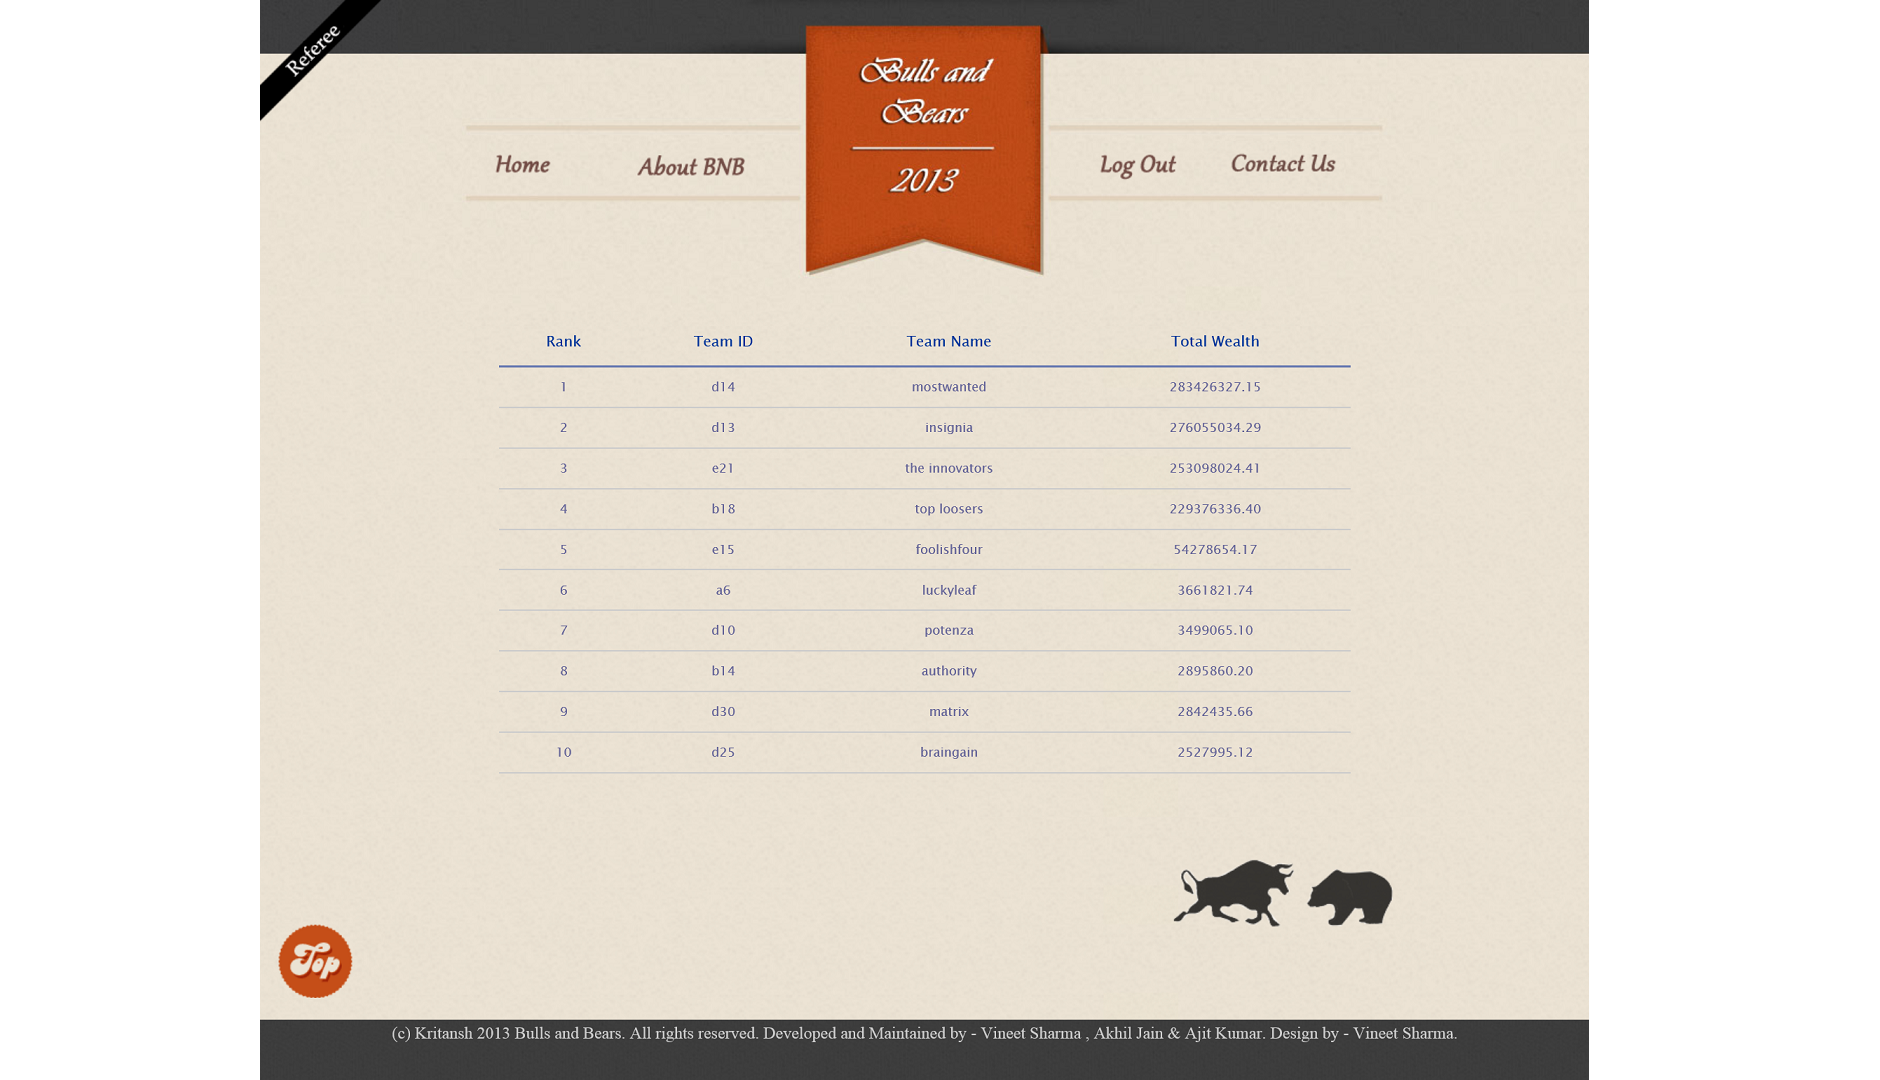 Referee
Bulls and
Bears
2013
Home About BNB Log Out Contact Us
Rank Team ID Team Name Total Wealth
1 d14 mostwanted 283426327.15
2 d13 insignia 276055034.29
3 e21 the innovators 253098024.41
4 b18 top loosers 229376336.40
5 e15 foolishfour 54278654.17
6 a6 luckyleaf 3661821.74
7 d10 potenza 3499065.10
8 b14 authority 2895860.20
9 d30 matrix 2842435.66
10 d25 braingain 2527995.12
Top
(c) Kritansh 2013 Bulls and Bears. All rights reserved. Developed and Maintained by - Vineet Sharma , Akhil Jain & Ajit Kumar. Design by - Vineet Sharma.